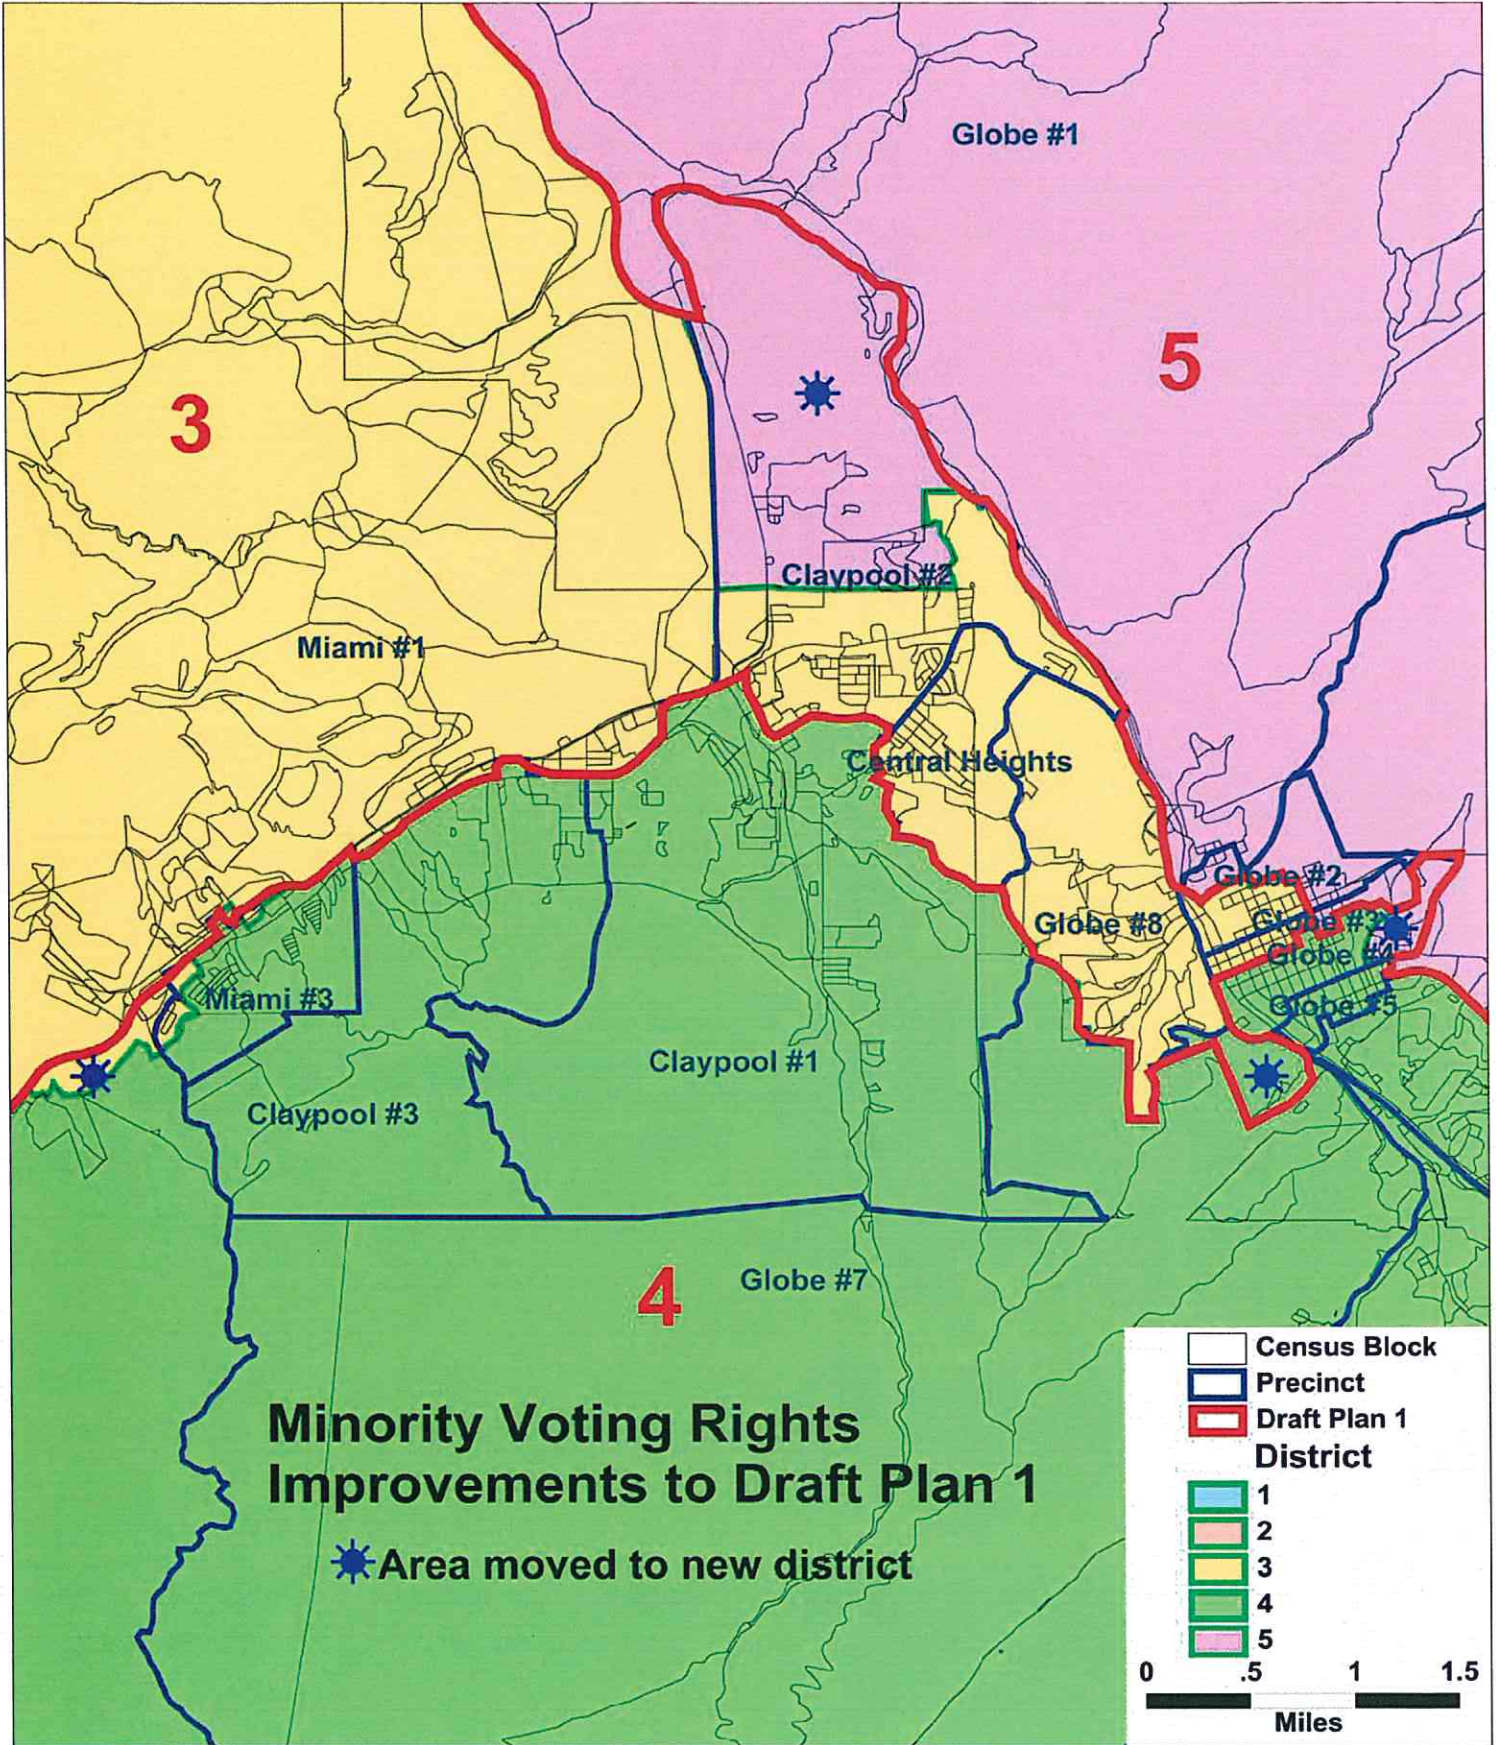 Globe #1
5
3
Claypool #2
Miami #1
Central Heights
Globe #2
Globe #3
Globe #8
Globe #4
Miami #3
Globe #5
Claypool #1
Claypool #3
Globe #7
4
Minority Voting Rights
Improvements to Draft Plan 1
Area moved to new district
Census Block
Precinct
Draft Plan 1
District
1
2
3
4
5
0 .5 1 1.5
Miles